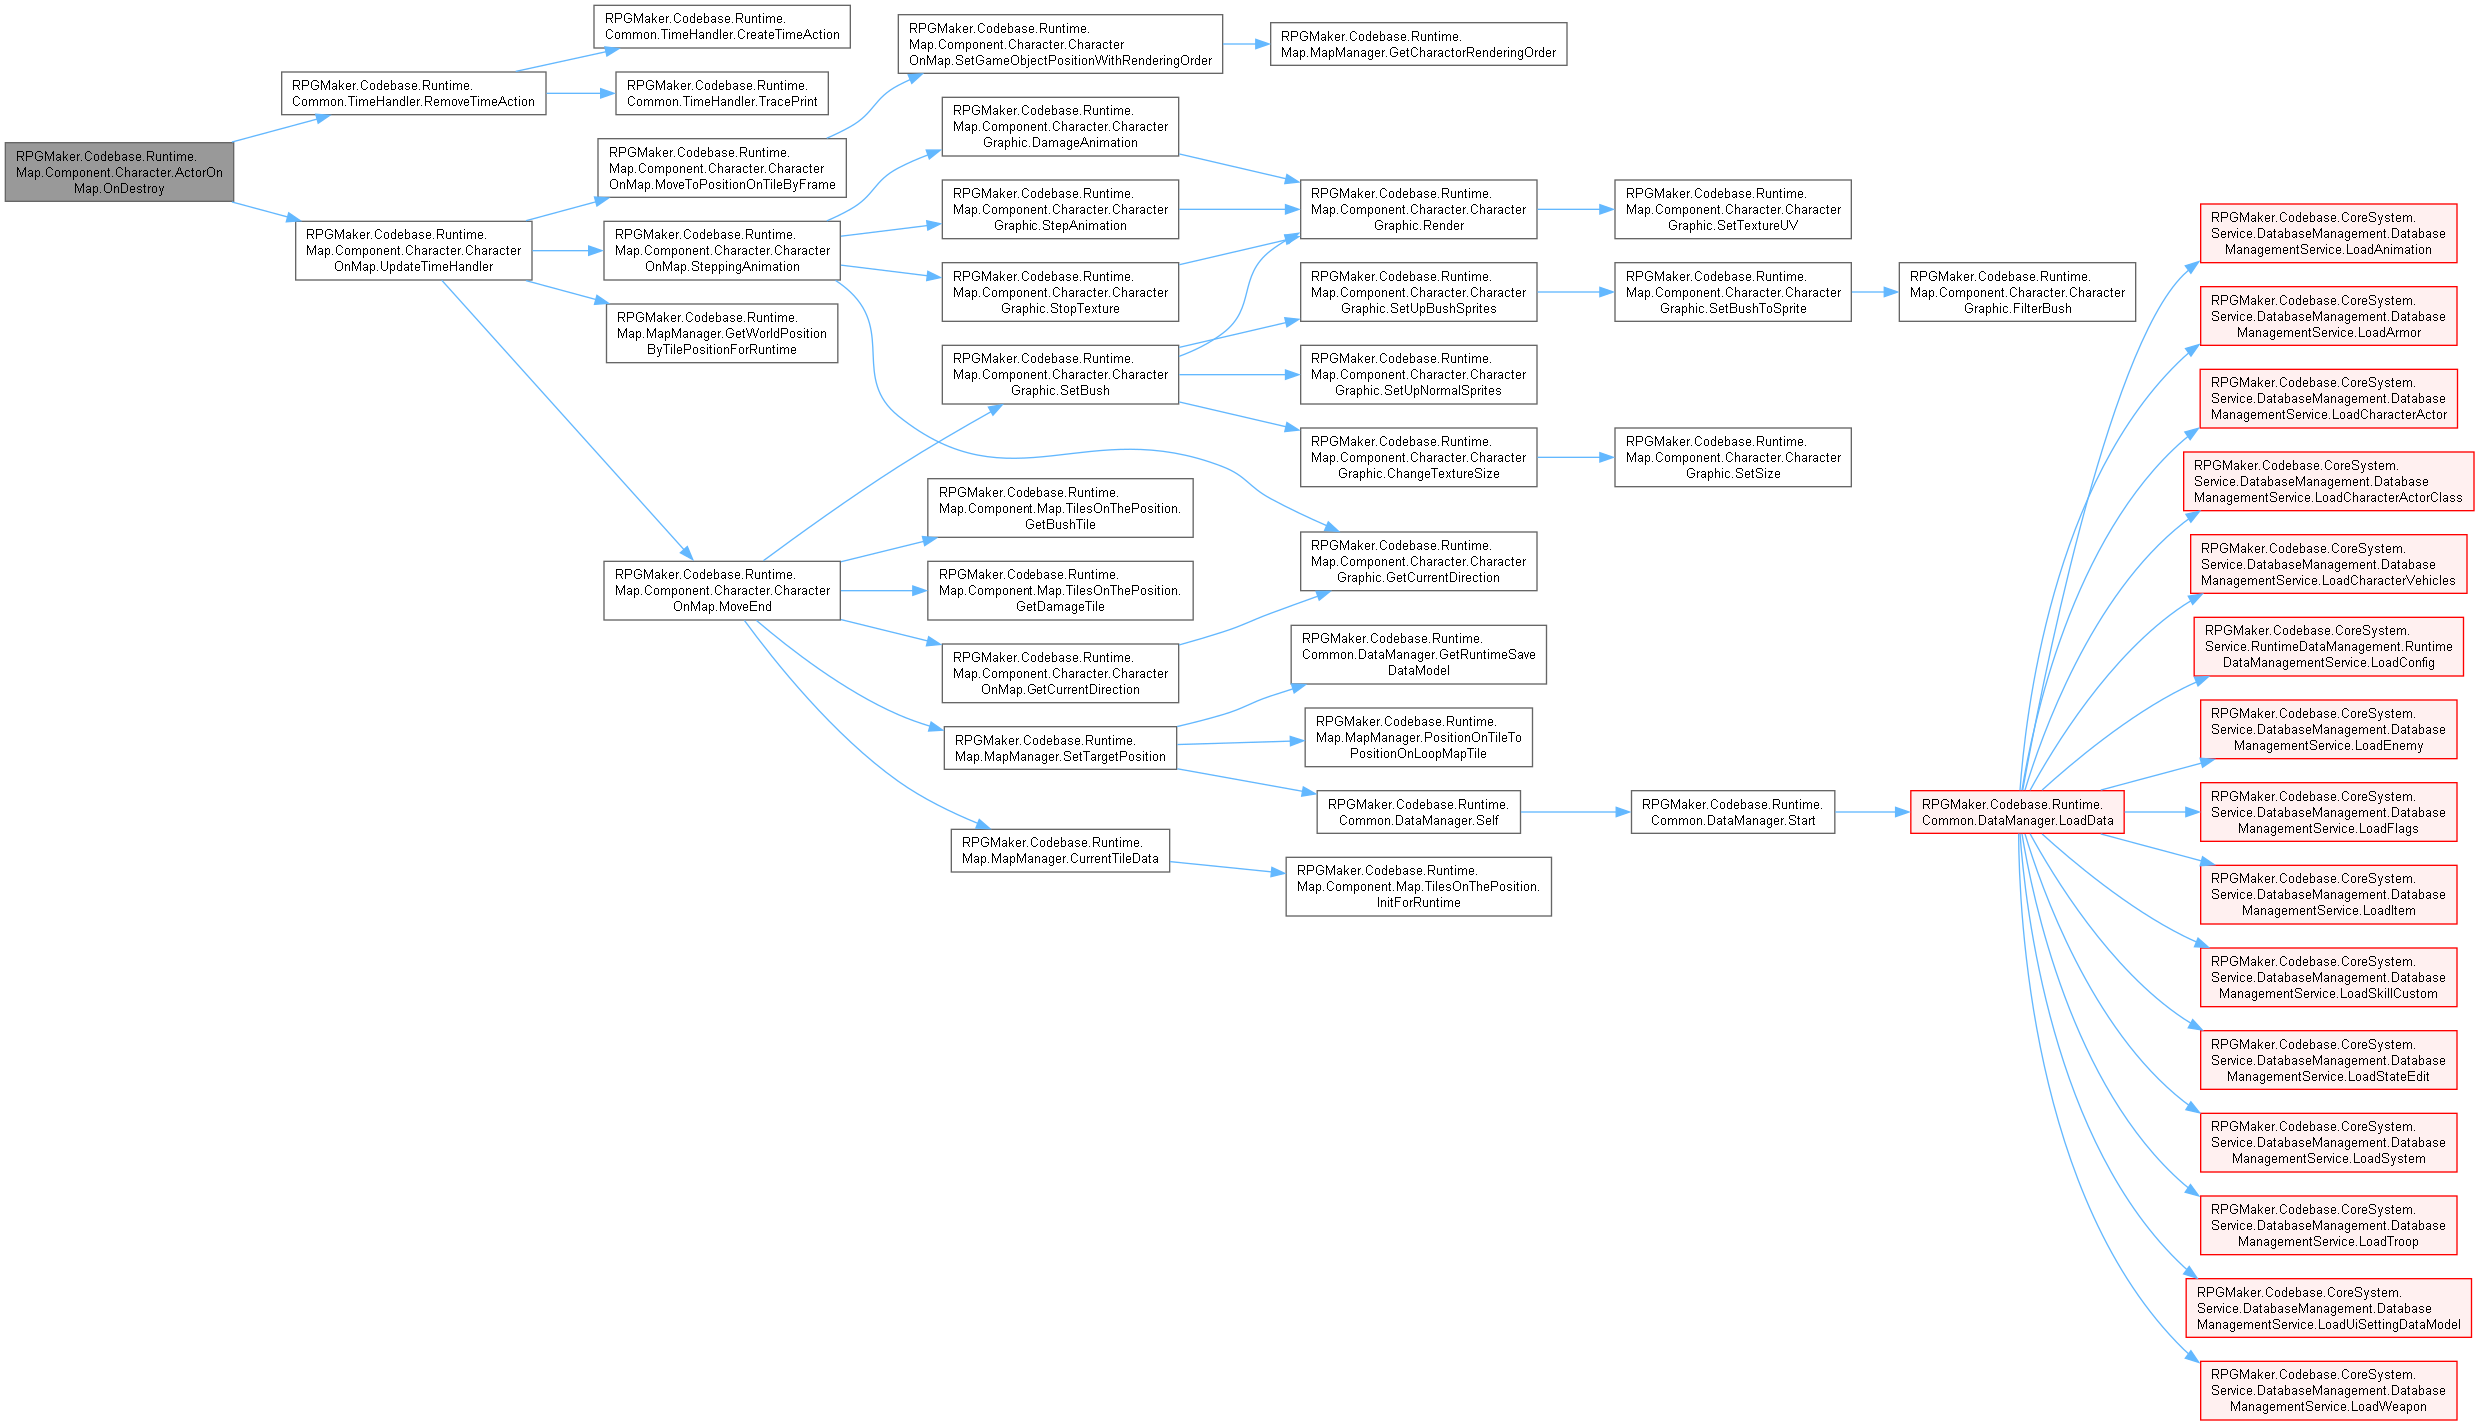 RPGMaker.Codebase.Runtime.
Map.Component.Character.ActorOn
Map.OnDestroy
RPGMaker.Codebase.Runtime.
Common.TimeHandler.RemoveTimeAction
RPGMaker.Codebase.Runtime.
Map.Component.Character.Character
OnMap.UpdateTimeHandler
RPGMaker.Codebase.Runtime.
Common.TimeHandler.CreateTimeAction
RPGMaker.Codebase.Runtime.
Common.TimeHandler.TracePrint
RPGMaker.Codebase.Runtime.
Map.Component.Character.Character
OnMap.MoveToPositionOnTileByFrame
RPGMaker.Codebase.Runtime.
Map.Component.Character.Character
OnMap.SteppingAnimation
RPGMaker.Codebase.Runtime.
Map.MapManager.GetWorldPosition
ByTilePositionForRuntime
RPGMaker.Codebase.Runtime.
Map.Component.Character.Character
OnMap.MoveEnd
RPGMaker.Codebase.Runtime.
Map.Component.Character.Character
OnMap.SetGameObjectPositionWithRenderingOrder
RPGMaker.Codebase.Runtime.
Map.Component.Character.Character
Graphic.DamageAnimation
RPGMaker.Codebase.Runtime.
Map.Component.Character.Character
Graphic.StepAnimation
RPGMaker.Codebase.Runtime.
Map.Component.Character.Character
Graphic.StopTexture
RPGMaker.Codebase.Runtime.
Map.Component.Character.Character
Graphic.SetBush
RPGMaker.Codebase.Runtime.
Map.Component.Map.TilesOnThePosition.
GetBushTile
RPGMaker.Codebase.Runtime.
Map.Component.Map.TilesOnThePosition.
GetDamageTile
RPGMaker.Codebase.Runtime.
Map.Component.Character.Character
OnMap.GetCurrentDirection
RPGMaker.Codebase.Runtime.
Map.MapManager.SetTargetPosition
RPGMaker.Codebase.Runtime.
Map.MapManager.CurrentTileData
RPGMaker.Codebase.Runtime.
Map.MapManager.GetCharactorRenderingOrder
RPGMaker.Codebase.Runtime.
Map.Component.Character.Character
Graphic.Render
RPGMaker.Codebase.Runtime.
Map.Component.Character.Character
Graphic.SetUpBushSprites
RPGMaker.Codebase.Runtime.
Map.Component.Character.Character
Graphic.SetUpNormalSprites
RPGMaker.Codebase.Runtime.
Map.Component.Character.Character
Graphic.ChangeTextureSize
RPGMaker.Codebase.Runtime.
Map.Component.Character.Character
Graphic.GetCurrentDirection
RPGMaker.Codebase.Runtime.
Common.DataManager.GetRuntimeSave
DataModel
RPGMaker.Codebase.Runtime.
Map.MapManager.PositionOnTileTo
PositionOnLoopMapTile
RPGMaker.Codebase.Runtime.
Common.DataManager.Self
RPGMaker.Codebase.Runtime.
Map.Component.Map.TilesOnThePosition.
InitForRuntime
RPGMaker.Codebase.Runtime.
Map.Component.Character.Character
Graphic.SetTextureUV
RPGMaker.Codebase.Runtime.
Map.Component.Character.Character
Graphic.SetBushToSprite
RPGMaker.Codebase.Runtime.
Map.Component.Character.Character
Graphic.SetSize
RPGMaker.Codebase.Runtime.
Common.DataManager.Start
RPGMaker.Codebase.Runtime.
Map.Component.Character.Character
Graphic.FilterBush
RPGMaker.Codebase.Runtime.
Common.DataManager.LoadData
RPGMaker.Codebase.CoreSystem.
Service.DatabaseManagement.Database
ManagementService.LoadAnimation
RPGMaker.Codebase.CoreSystem.
Service.DatabaseManagement.Database
ManagementService.LoadArmor
RPGMaker.Codebase.CoreSystem.
Service.DatabaseManagement.Database
ManagementService.LoadCharacterActor
RPGMaker.Codebase.CoreSystem.
Service.DatabaseManagement.Database
ManagementService.LoadCharacterActorClass
RPGMaker.Codebase.CoreSystem.
Service.DatabaseManagement.Database
ManagementService.LoadCharacterVehicles
RPGMaker.Codebase.CoreSystem.
Service.RuntimeDataManagement.Runtime
DataManagementService.LoadConfig
RPGMaker.Codebase.CoreSystem.
Service.DatabaseManagement.Database
ManagementService.LoadEnemy
RPGMaker.Codebase.CoreSystem.
Service.DatabaseManagement.Database
ManagementService.LoadFlags
RPGMaker.Codebase.CoreSystem.
Service.DatabaseManagement.Database
ManagementService.LoadItem
RPGMaker.Codebase.CoreSystem.
Service.DatabaseManagement.Database
ManagementService.LoadSkillCustom
RPGMaker.Codebase.CoreSystem.
Service.DatabaseManagement.Database
ManagementService.LoadStateEdit
RPGMaker.Codebase.CoreSystem.
Service.DatabaseManagement.Database
ManagementService.LoadSystem
RPGMaker.Codebase.CoreSystem.
Service.DatabaseManagement.Database
ManagementService.LoadTroop
RPGMaker.Codebase.CoreSystem.
Service.DatabaseManagement.Database
ManagementService.LoadUiSettingDataModel
RPGMaker.Codebase.CoreSystem.
Service.DatabaseManagement.Database
ManagementService.LoadWeapon